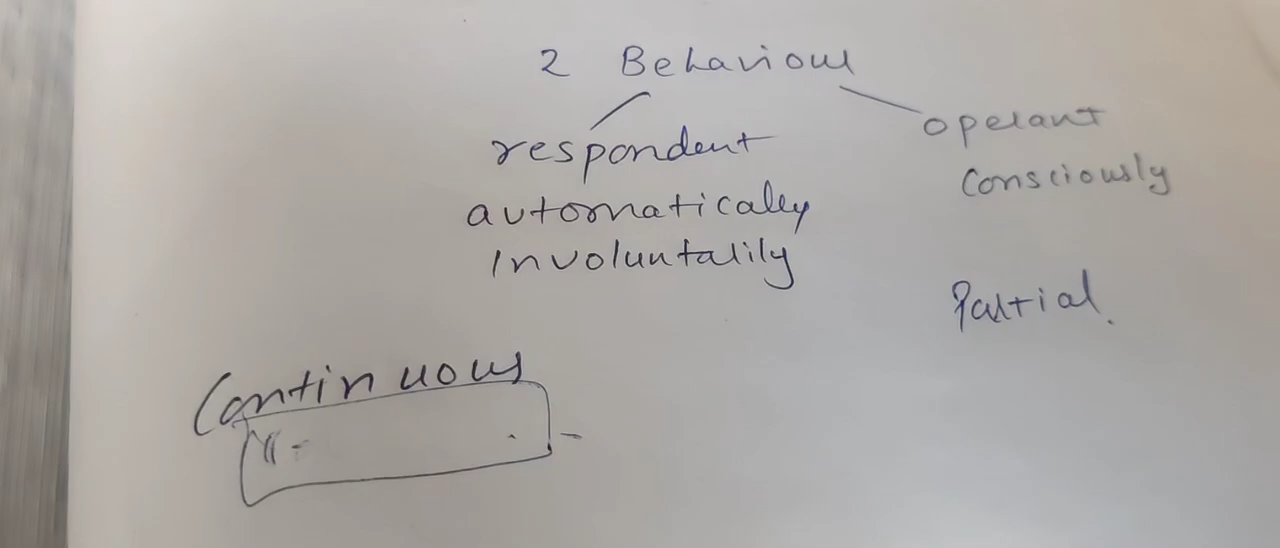 2 Behaviour
respondent
operant
automatically
consciously
Involuntarily
Partial.
Continuous